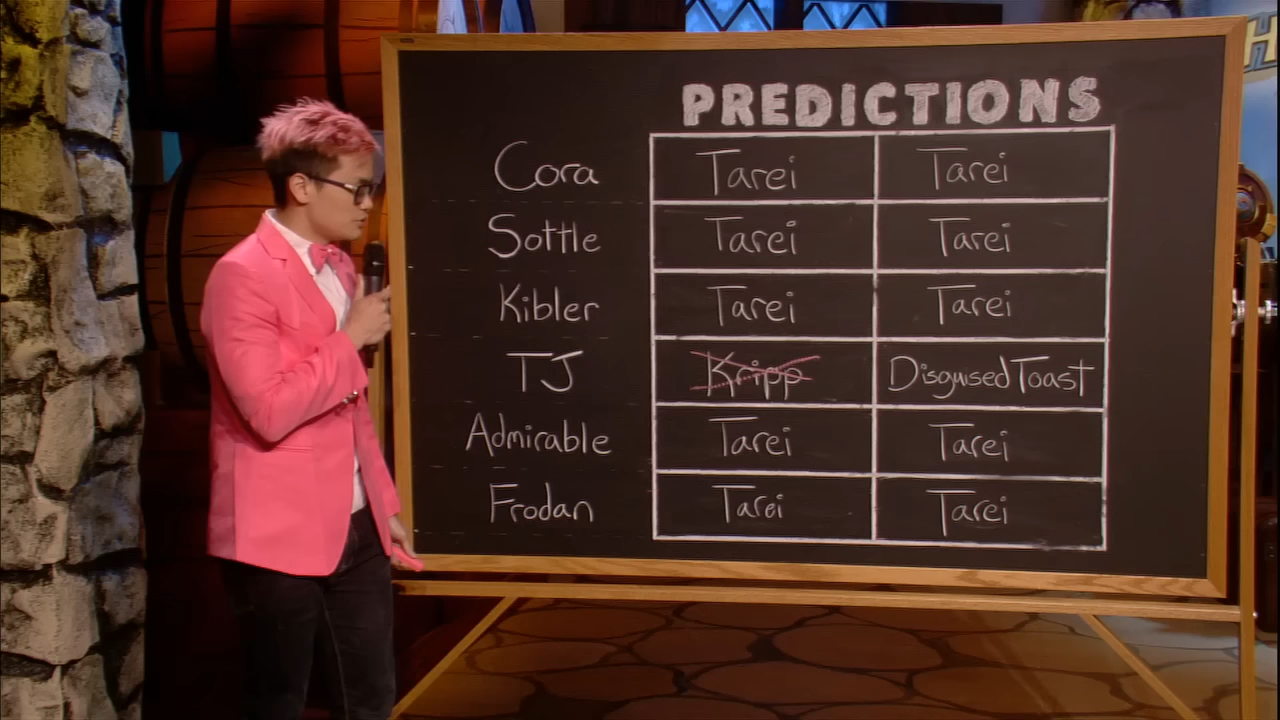 PREDICTIONS
Cora Tarei Tarei
Sottle Tarei Tarei
Kibler Tarei Tarei
TJ Kripp DisguisedToast
Admirable Tarei Tarei
Frodan Tarei Tarei
H